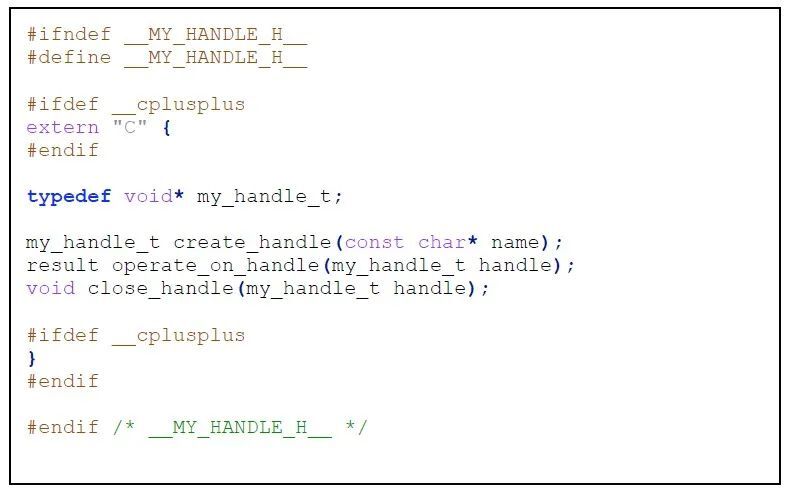 #ifndef __MY_HANDLE_H__
#define __MY_HANDLE_H__
#ifdef __cplusplus
extern "C" {
#endif
typedef void* my_handle_t;
my_handle_t create_handle(const char* name);
result operate_on_handle(my_handle_t handle);
void close_handle(my_handle_t handle);
#ifdef __cplusplus
}
#endif
#endif /* __MY_HANDLE_H__ */